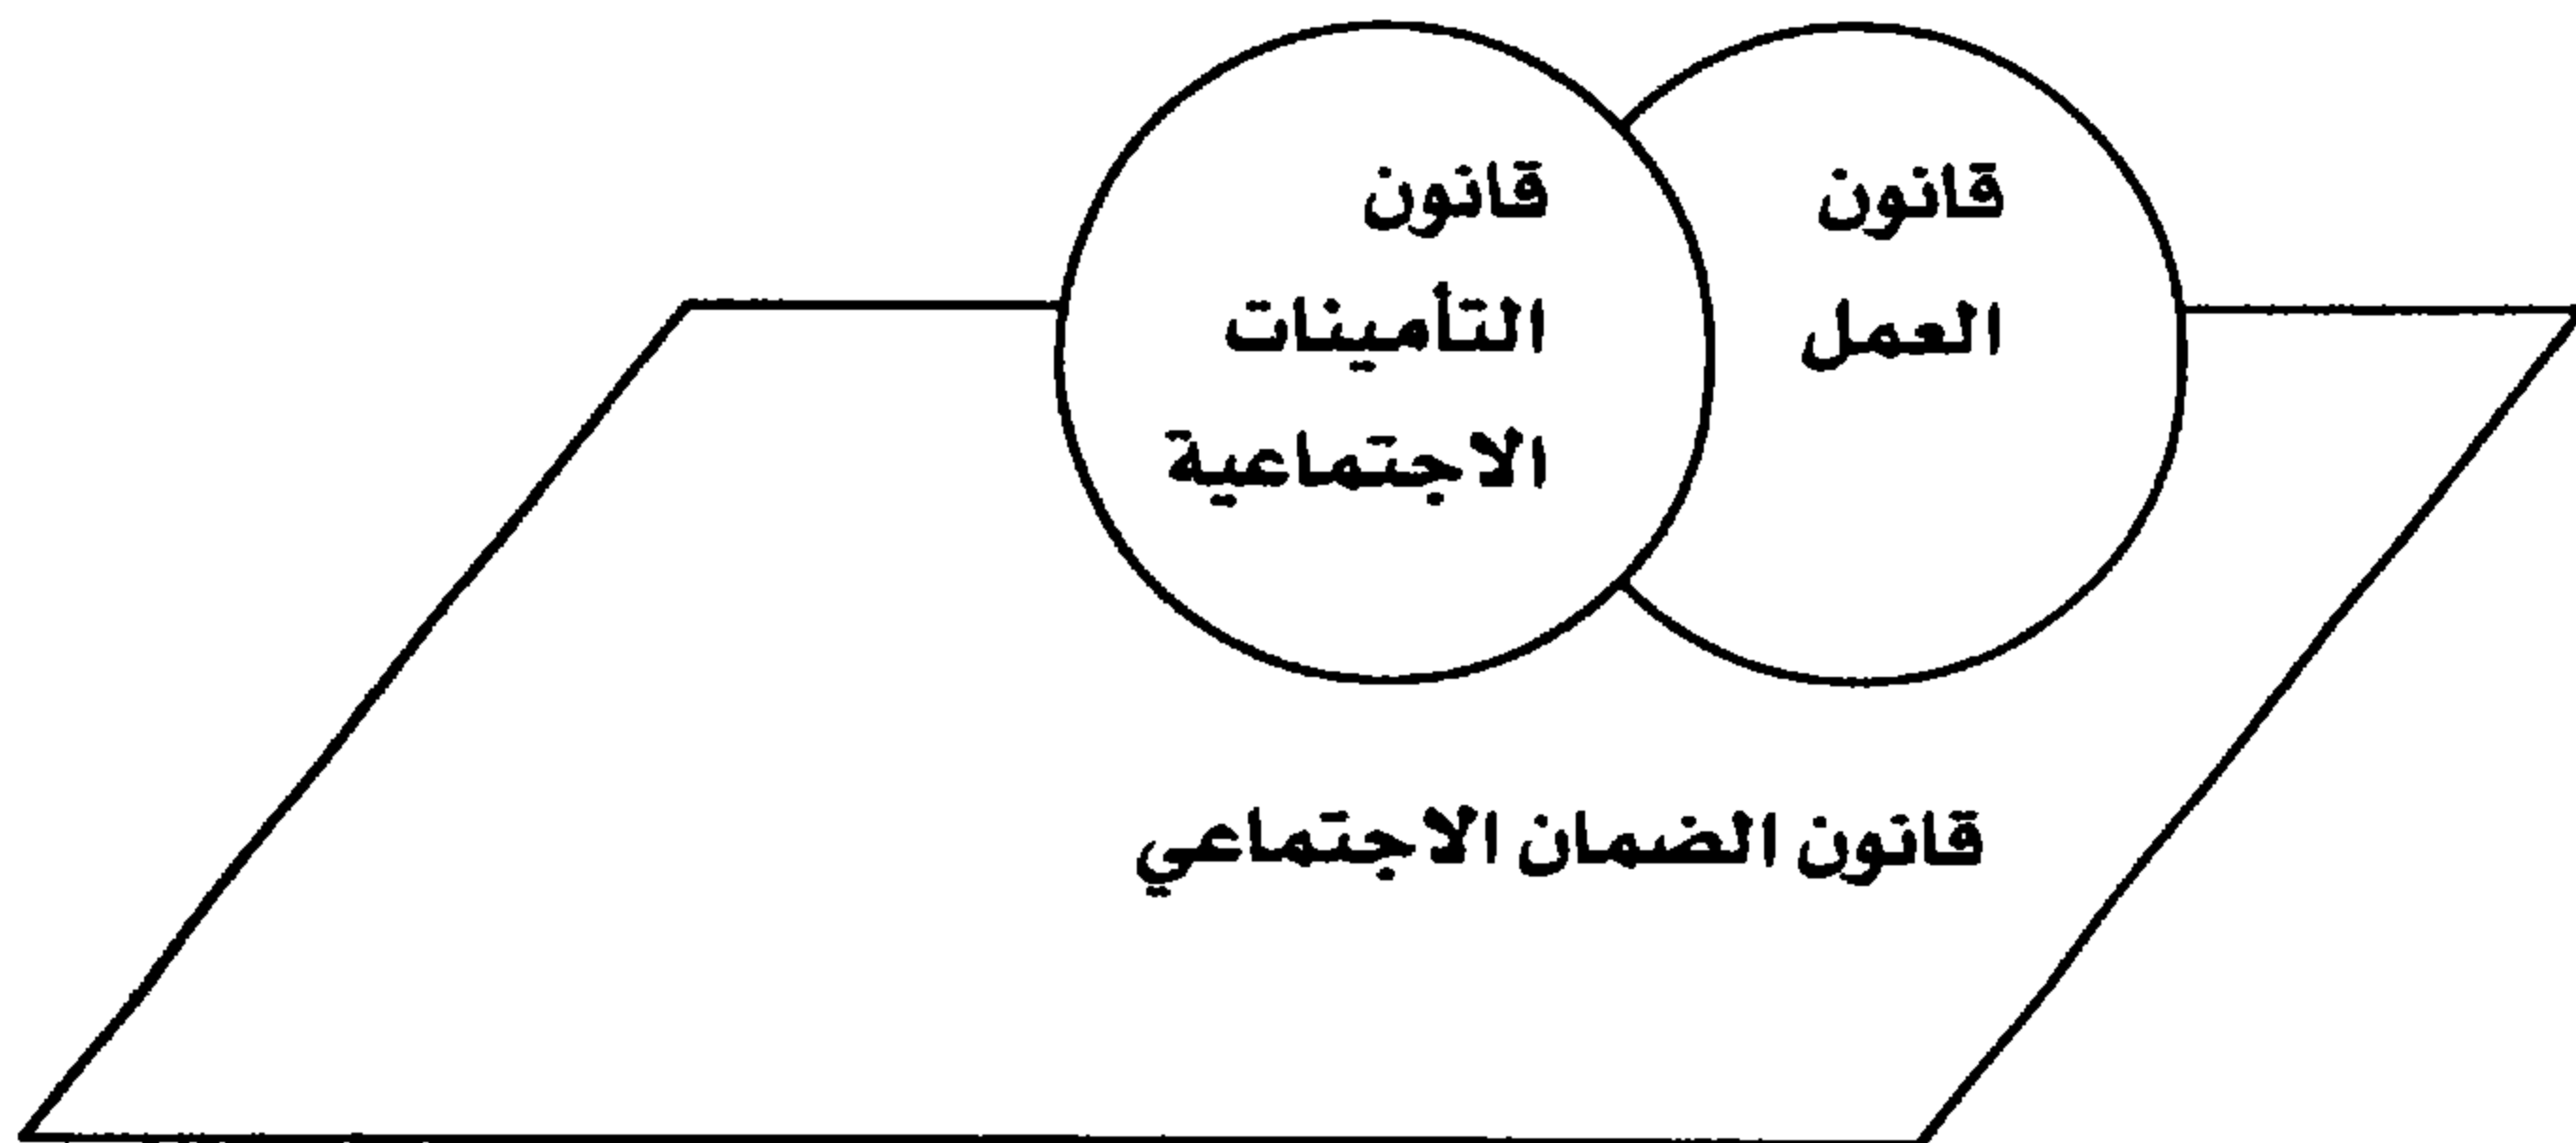 قانون
العمل
قانون
التأمينات
الاجتماعية
قانون الضمان الاجتماعي